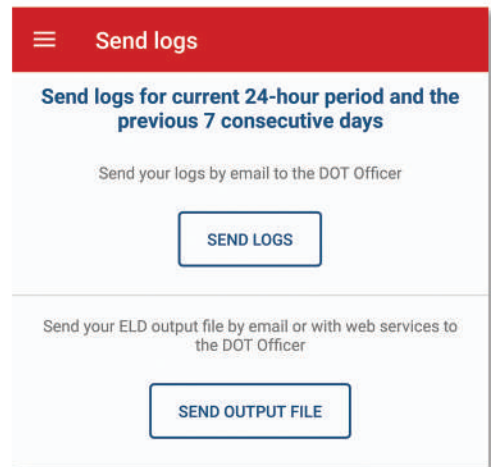 Send logs
Send logs for current 24-hour period and the
previous 7 consecutive days
Send your logs by email to the DOT Officer
SEND LOGS
Send your ELD output file by email or with web services to
the DOT Officer
SEND OUTPUT FILE